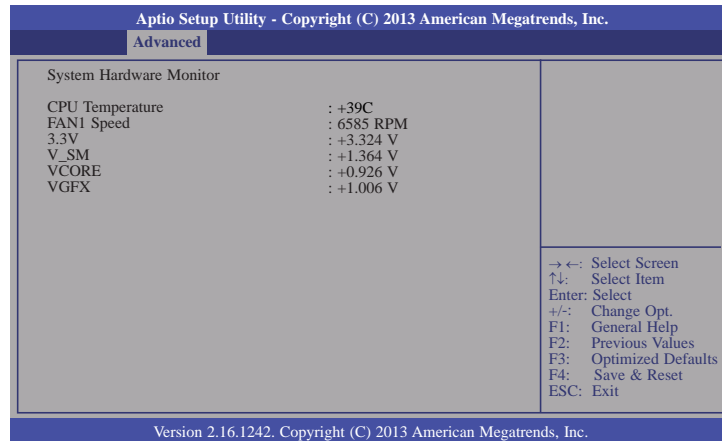 Aptio Setup Utility - Copyright (C) 2013 American Megatrends, Inc.
Advanced
System Hardware Monitor
CPU Temperature : +39C
FAN1 Speed : 6585 RPM
3.3V : +3.324 V
V_SM : +1.364 V
VCORE : +0.926 V
VGFX : +1.006 V
→←: Select Screen
↑↓: Select Item
Enter: Select
+/-: Change Opt.
F1: General Help
F2: Previous Values
F3: Optimized Defaults
F4: Save & Reset
ESC: Exit
Version 2.16.1242. Copyright (C) 2013 American Megatrends, Inc.